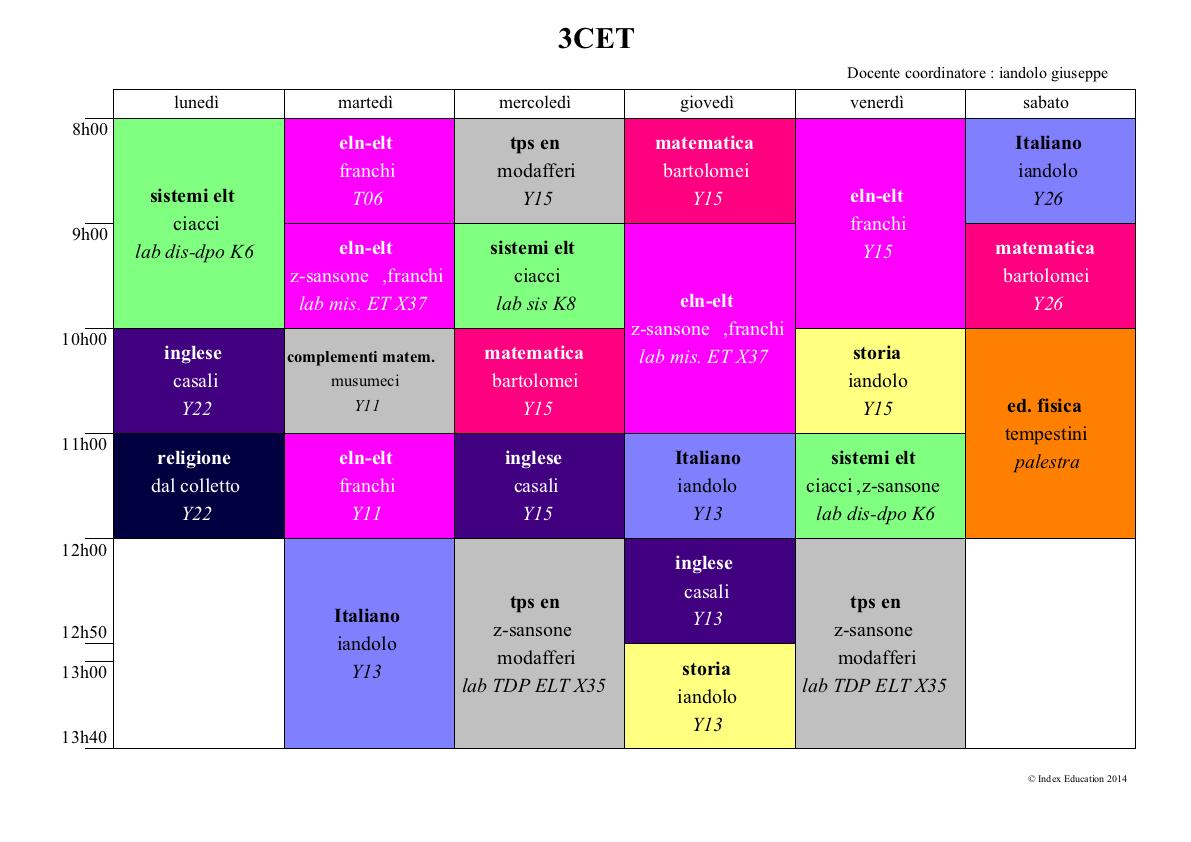 3CET
Docente coordinatore : iandolo giuseppe
lunedì
martedì
mercoledì
giovedì
venerdì
sabato
8h00
9h00
10h00
11h00
12h00
12h50
13h00
13h40
sistemi elt
ciacci
lab dis-dpo K6
inglese
casali
Y22
religione
dal colletto
Y22
eln-elt
franchi
T06
eln-elt
z-sansone ,franchi
lab mis. ET X37
complementi matem.
musumeci
Y11
eln-elt
franchi
Y11
Italiano
iandolo
Y13
tps en
modafferi
Y15
sistemi elt
ciacci
lab sis K8
matematica
bartolomei
Y15
inglese
casali
Y15
tps en
z-sansone
modafferi
lab TDP ELT X35
matematica
bartolomei
Y15
eln-elt
z-sansone ,franchi
lab mis. ET X37
Italiano
iandolo
Y13
inglese
casali
Y13
storia
iandolo
Y13
eln-elt
franchi
Y15
storia
iandolo
Y15
sistemi elt
ciacci ,z-sansone
lab dis-dpo K6
tps en
z-sansone
modafferi
lab TDP ELT X35
Italiano
iandolo
Y26
matematica
bartolomei
Y26
ed. fisica
tempestini
palestra
© Index Education 2014